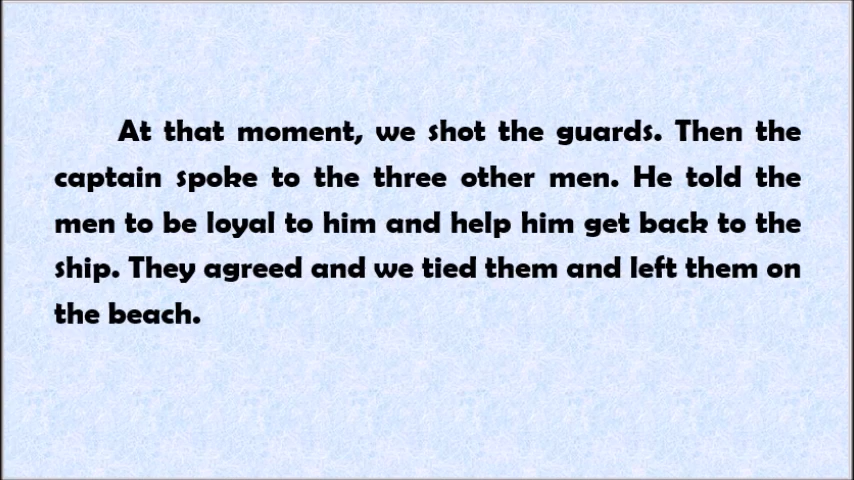 At that moment, we shot the guards. Then the
captain spoke to the three other men. He told the
men to be loyal to him and help him get back to the
ship. They agreed and we tied them and left them on
the beach.